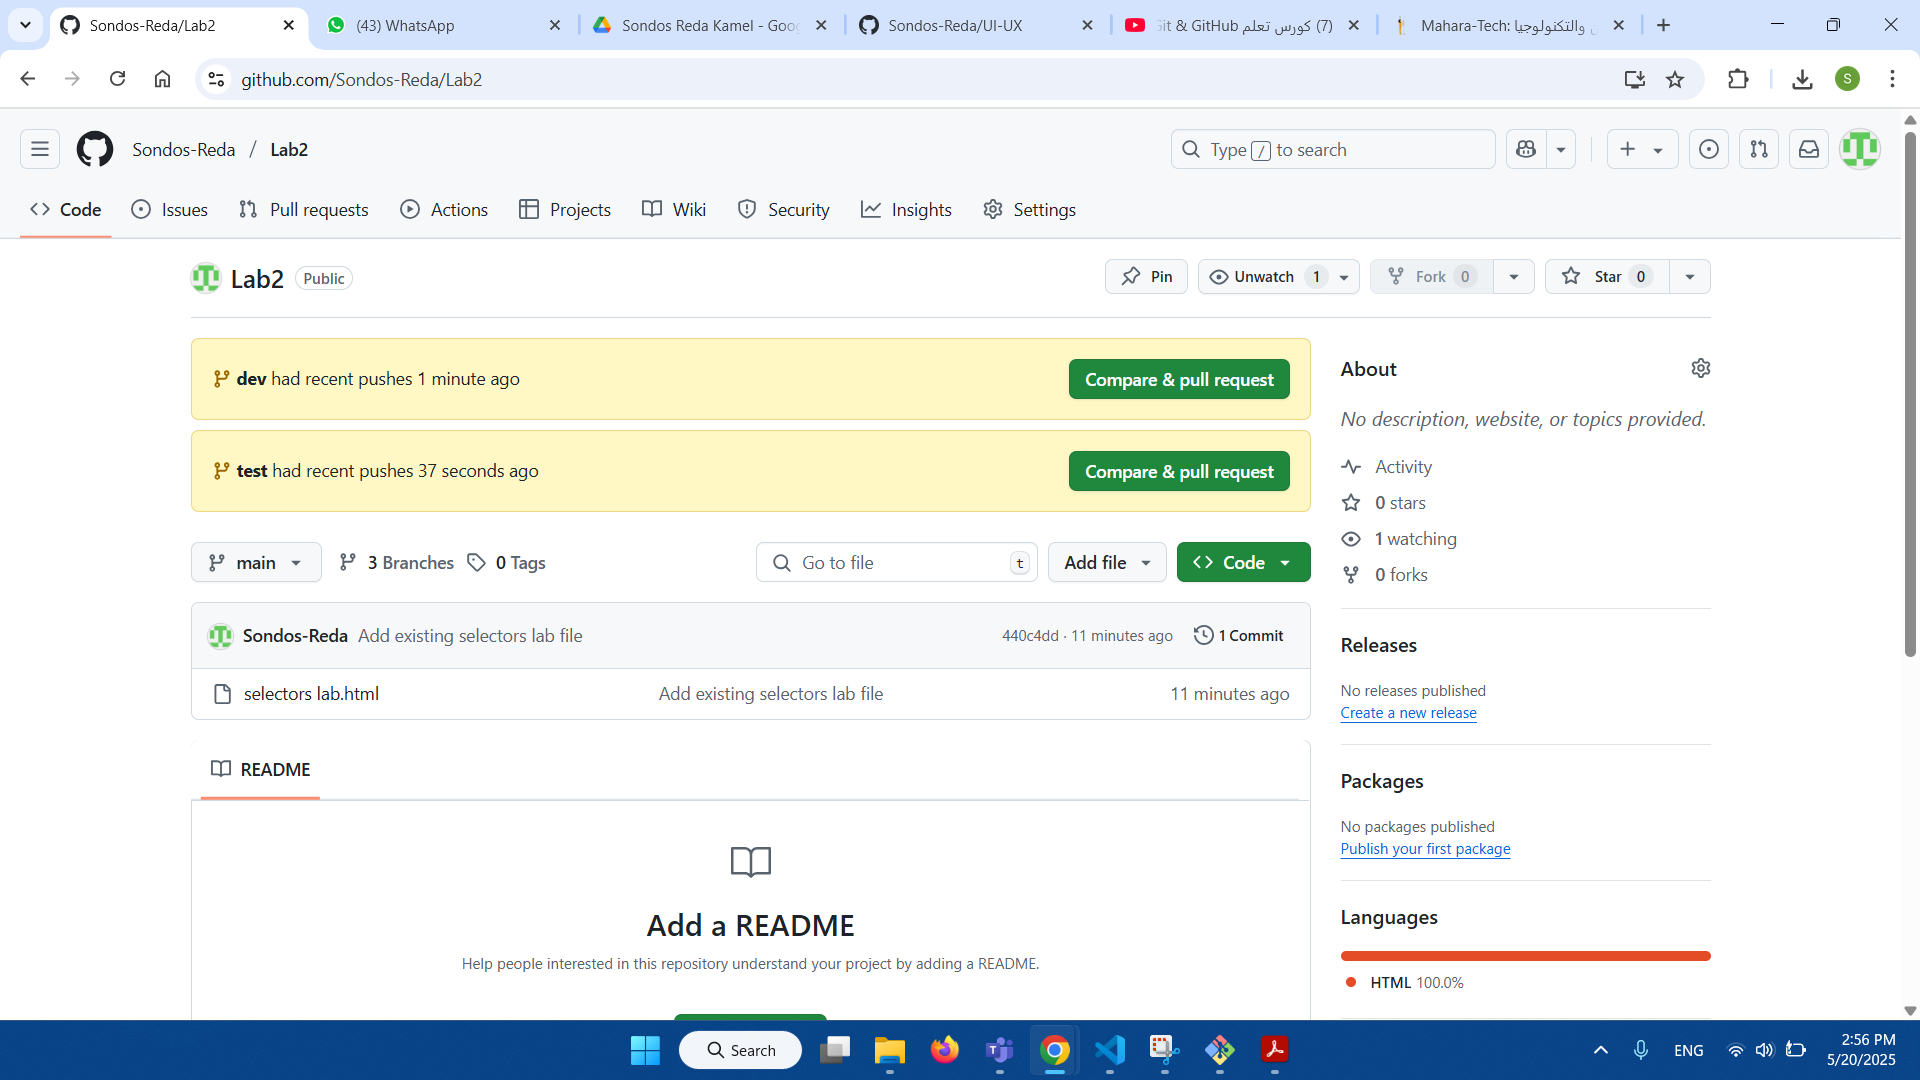 Sondos-Reda/Lab2
(43) WhatsApp
Sondos Reda Kamel - Goo
Sondos-Reda/UI-UX
(7) كورس تعلم Git & GitHub
Mahara-Tech: والتكنولوجيا
github.com/Sondos-Reda/Lab2
S
Sondos-Reda / Lab2
Type / to search
Code
Issues
Pull requests
Actions
Projects
Wiki
Security
Insights
Settings
Lab2 Public
Pin
Unwatch 1
Fork 0
Star 0
dev had recent pushes 1 minute ago
Compare & pull request
test had recent pushes 37 seconds ago
Compare & pull request
main
3 Branches
0 Tags
Go to file t
Add file
Code
Sondos-Reda Add existing selectors lab file 440c4dd · 11 minutes ago 1 Commit
selectors lab.html Add existing selectors lab file 11 minutes ago
README
Add a README
Help people interested in this repository understand your project by adding a README.
About
No description, website, or topics provided.
Activity
0 stars
1 watching
0 forks
Releases
No releases published
Create a new release
Packages
No packages published
Publish your first package
Languages
HTML 100.0%
Search
ENG
2:56 PM
5/20/2025